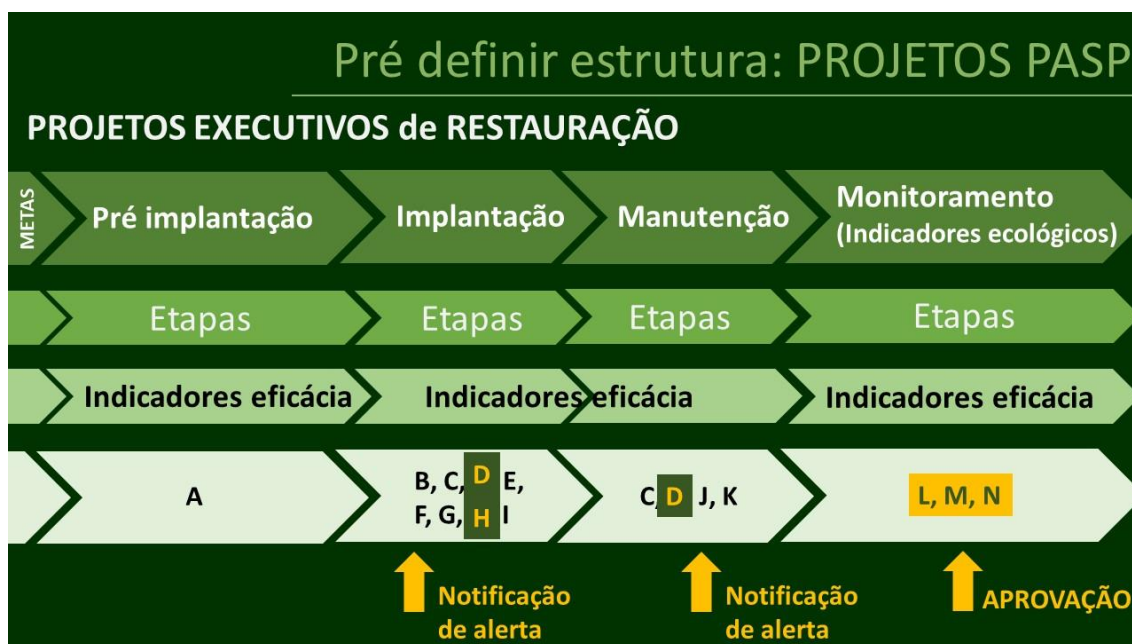 Pré definir estrutura: PROJETOS PASP
PROJETOS EXECUTIVOS de RESTAURAÇÃO
METAS
Pré implantação
Implantação
Manutenção
Monitoramento
(Indicadores ecológicos)
Etapas
Etapas
Etapas
Etapas
Indicadores eficácia
Indicadores eficácia
Indicadores eficácia
A
B, C, D E,
F, G, H I
C, D J, K
L, M, N
Notificação
de alerta
Notificação
de alerta
APROVAÇÃO